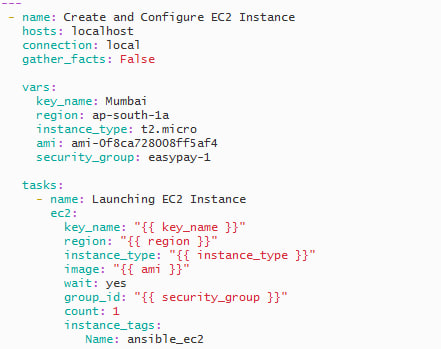 ---
- name: Create and Configure EC2 Instance
  hosts: localhost
  connection: local
  gather_facts: False

  vars:
    key_name: Mumbai
    region: ap-south-1a
    instance_type: t2.micro
    ami: ami-0f8ca728008ff5af4
    security_group: easypay-1

  tasks:
    - name: Launching EC2 Instance
      ec2:
        key_name: "{{ key_name }}"
        region: "{{ region }}"
        instance_type: "{{ instance_type }}"
        image: "{{ ami }}"
        wait: yes
        group_id: "{{ security_group }}"
        count: 1
        instance_tags:
          Name: ansible_ec2